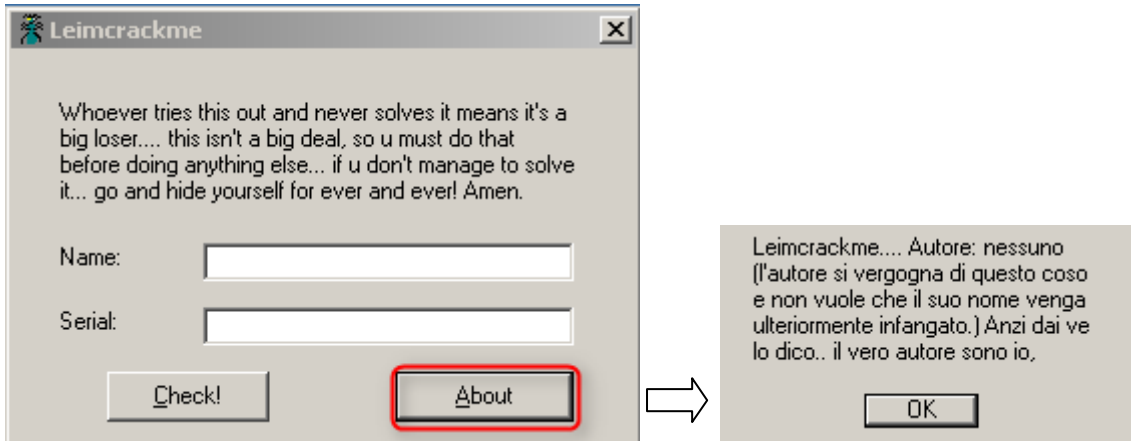 Leimcrackme
Whoever tries this out and never solves it means it's a
big loser.... this isn't a big deal, so u must do that
before doing anything else... if u don't manage to solve
it... go and hide yourself for ever and ever! Amen.
Name:
Serial:
Check!
About
Leimcrackme.... Autore: nessuno
(l'autore si vergogna di questo coso
e non vuole che il suo nome venga
ulteriormente infangato.) Anzi dai ve
lo dico.. il vero autore sono io,
OK